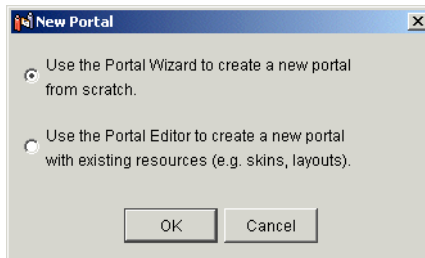 New Portal
Use the Portal Wizard to create a new portal
from scratch.
Use the Portal Editor to create a new portal
with existing resources (e.g. skins, layouts).
OK Cancel